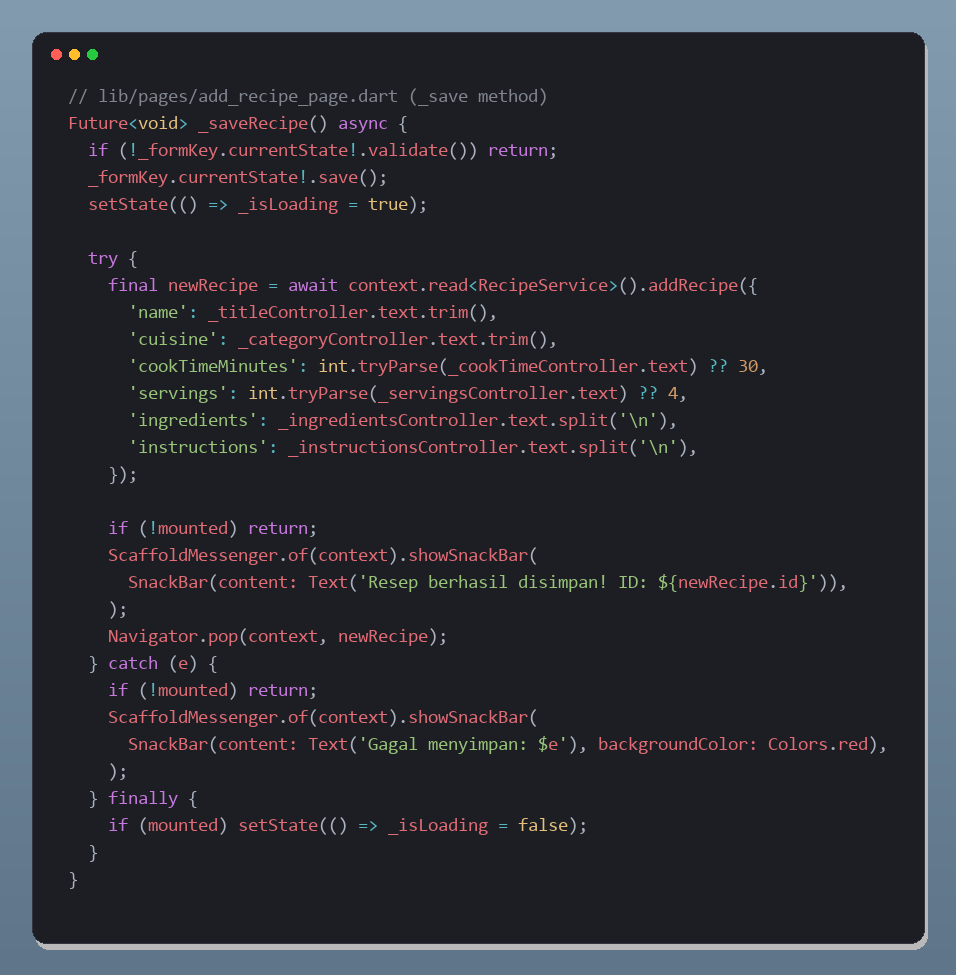 // lib/pages/add_recipe_page.dart (_save method)
Future<void> _saveRecipe() async {
  if (!_formKey.currentState!.validate()) return;
  _formKey.currentState!.save();
  setState(() => _isLoading = true);

  try {
    final newRecipe = await context.read<RecipeService>().addRecipe({
      'name': _titleController.text.trim(),
      'cuisine': _categoryController.text.trim(),
      'cookTimeMinutes': int.tryParse(_cookTimeController.text) ?? 30,
      'servings': int.tryParse(_servingsController.text) ?? 4,
      'ingredients': _ingredientsController.text.split('\n'),
      'instructions': _instructionsController.text.split('\n'),
    });

    if (!mounted) return;
    ScaffoldMessenger.of(context).showSnackBar(
      SnackBar(content: Text('Resep berhasil disimpan! ID: ${newRecipe.id}')),
    );
    Navigator.pop(context, newRecipe);
  } catch (e) {
    if (!mounted) return;
    ScaffoldMessenger.of(context).showSnackBar(
      SnackBar(content: Text('Gagal menyimpan: $e'), backgroundColor: Colors.red),
    );
  } finally {
    if (mounted) setState(() => _isLoading = false);
  }
}